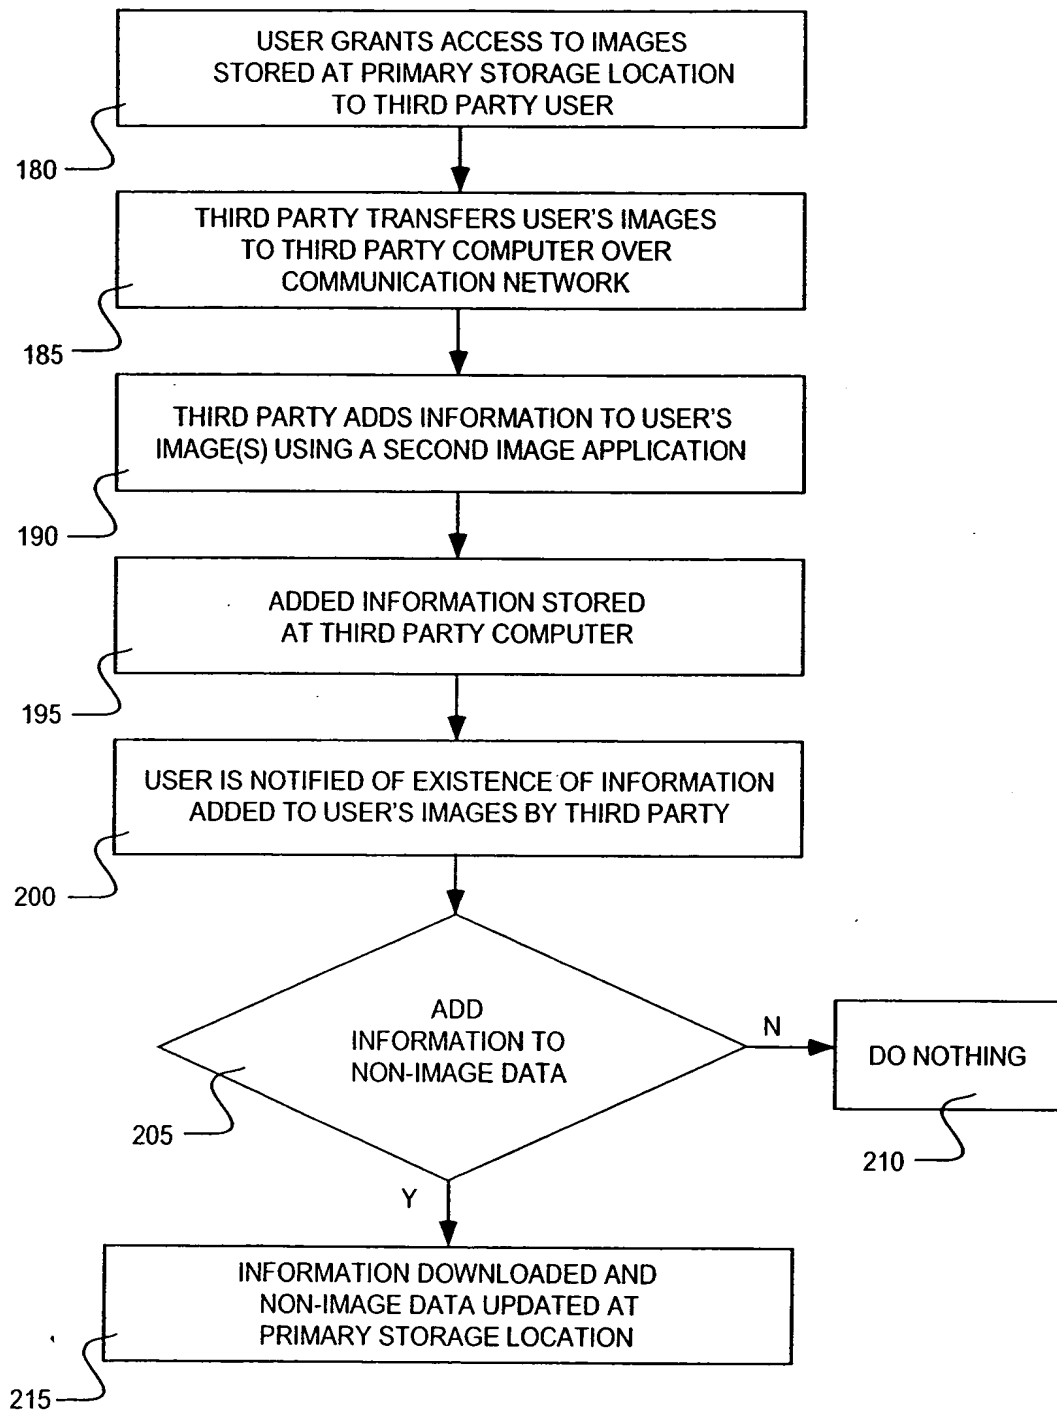 USER GRANTS ACCESS TO IMAGES
STORED AT PRIMARY STORAGE LOCATION
TO THIRD PARTY USER
180
THIRD PARTY TRANSFERS USER'S IMAGES
TO THIRD PARTY COMPUTER OVER
COMMUNICATION NETWORK
185
THIRD PARTY ADDS INFORMATION TO USER'S
IMAGE(S) USING A SECOND IMAGE APPLICATION
190
ADDED INFORMATION STORED
AT THIRD PARTY COMPUTER
195
USER IS NOTIFIED OF EXISTENCE OF INFORMATION
ADDED TO USER'S IMAGES BY THIRD PARTY
200
ADD
INFORMATION TO
NON-IMAGE DATA
205
N
DO NOTHING
210
Y
INFORMATION DOWNLOADED AND
NON-IMAGE DATA UPDATED AT
PRIMARY STORAGE LOCATION
215